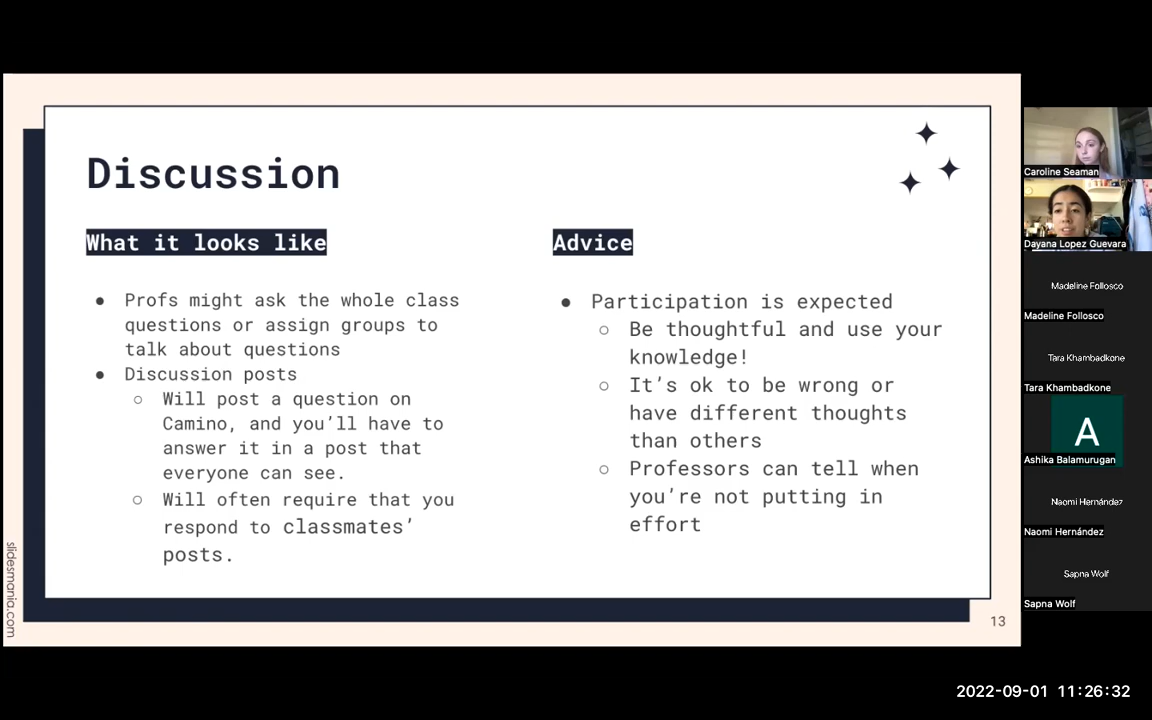 Discussion
What it looks like
● Profs might ask the whole class
questions or assign groups to
talk about questions
● Discussion posts
○ Will post a question on
Camino, and you’ll have to
answer it in a post that
everyone can see.
○ Will often require that you
respond to classmates’
posts.
Advice
● Participation is expected
○ Be thoughtful and use your
knowledge!
○ It’s ok to be wrong or
have different thoughts
than others
○ Professors can tell when
you’re not putting in
effort
slidesmania.com
13
Caroline Seaman
Dayana Lopez Guevara
Madeline Follosco
Madeline Follosco
Tara Khambadkone
Tara Khambadkone
A
Ashika Balamurugan
Naomi Hernández
Naomi Hernández
Sapna Wolf
Sapna Wolf
2022-09-01 11:26:32